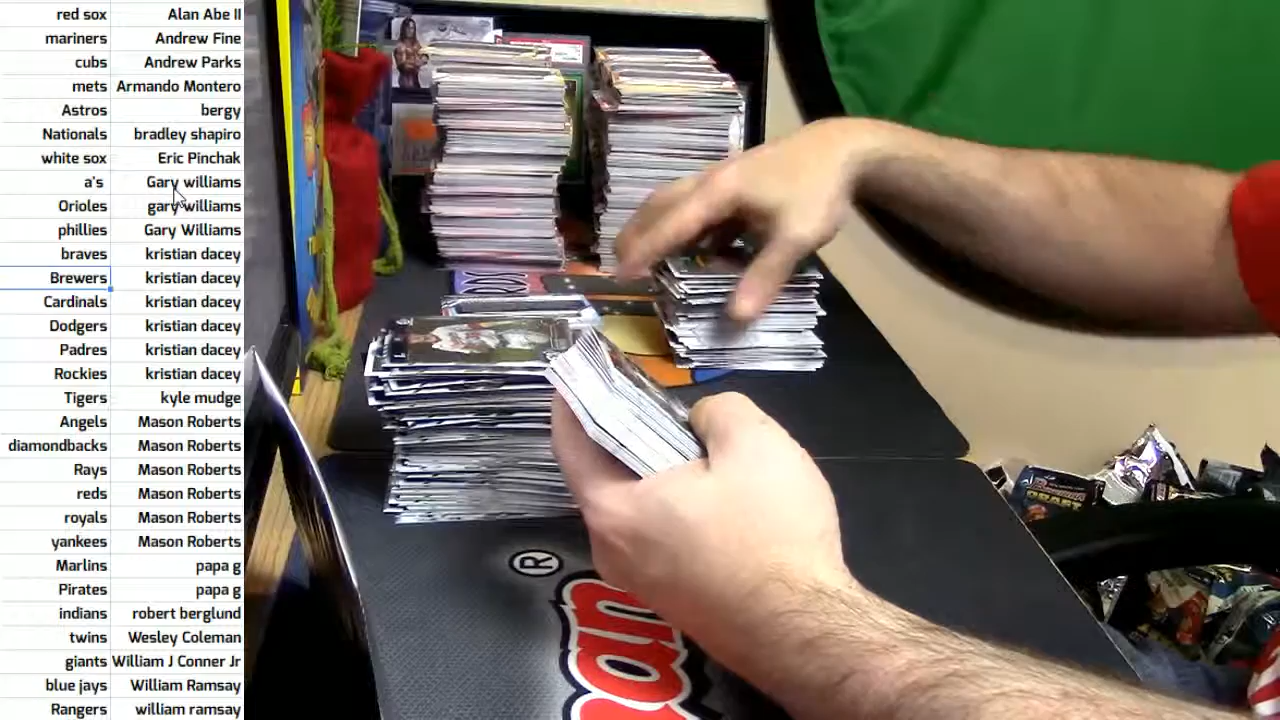 red sox Alan Abe II
mariners Andrew Fine
cubs Andrew Parks
mets Armando Montero
Astros bergy
Nationals bradley shapiro
white sox Eric Pinchak
a's Gary williams
Orioles gary williams
phillies Gary Williams
braves kristian dacey
Brewers kristian dacey
Cardinals kristian dacey
Dodgers kristian dacey
Padres kristian dacey
Rockies kristian dacey
Tigers kyle mudge
Angels Mason Roberts
diamondbacks Mason Roberts
Rays Mason Roberts
reds Mason Roberts
royals Mason Roberts
yankees Mason Roberts
Marlins papa g
Pirates papa g
indians robert berglund
twins Wesley Coleman
giants William J Conner Jr
blue jays William Ramsay
Rangers william ramsay
®